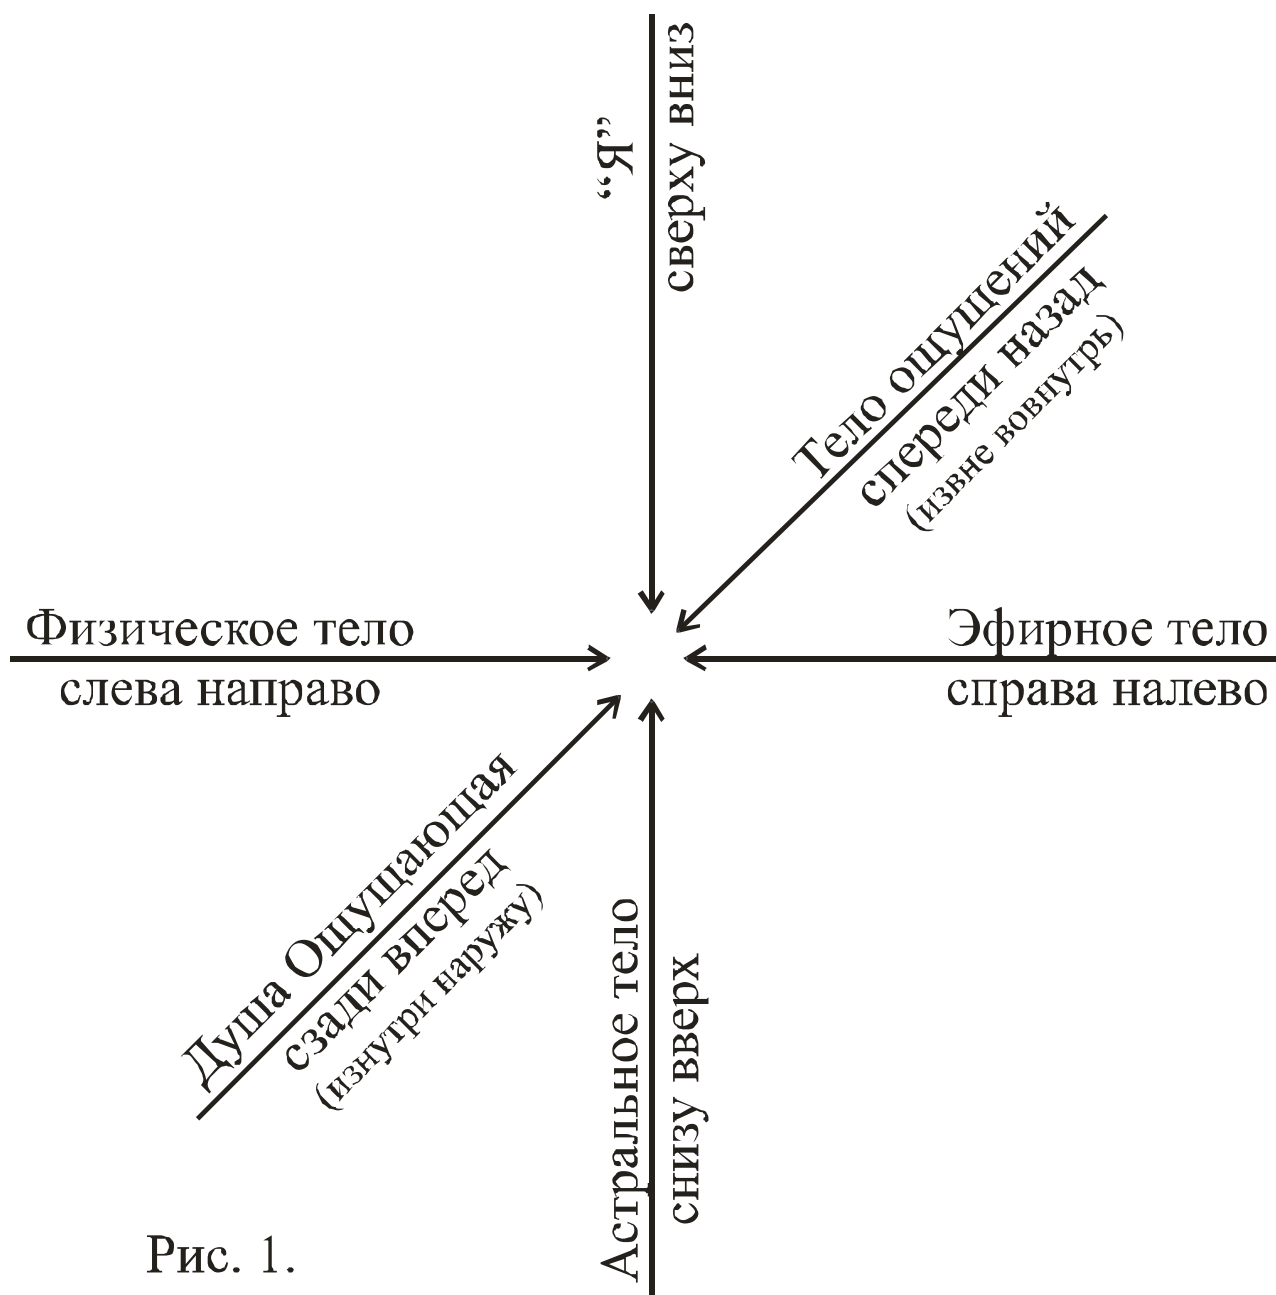 “Я”
сверху вниз
Тело ощущений
спереди назад
(извне вовнутрь)
Физическое тело
слева направо
Эфирное тело
справа налево
Душа Ощущающая
сзади вперед
(изнутри наружу)
Астральное тело
снизу вверх
Рис. 1.